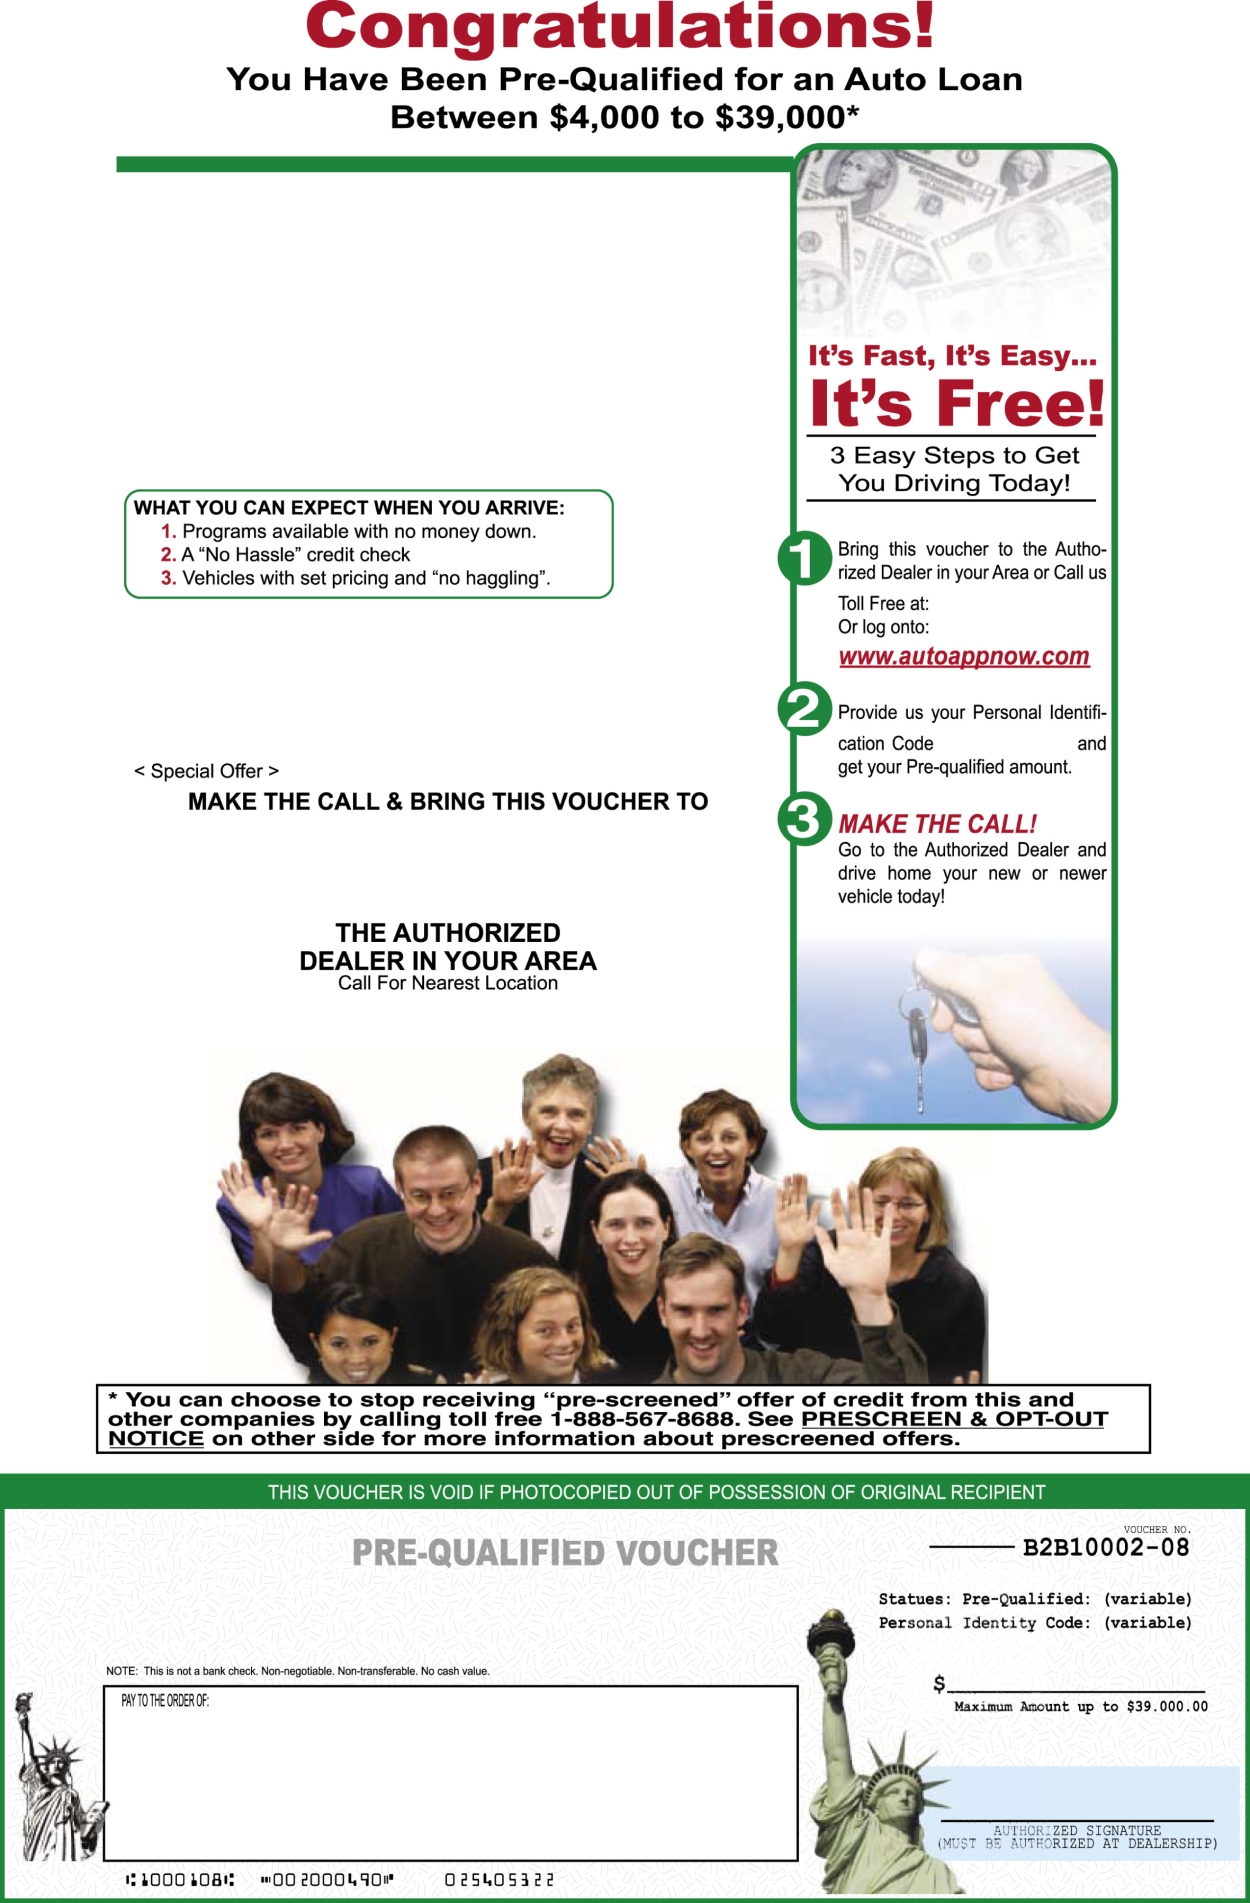 Congratulations!
You Have Been Pre-Qualified for an Auto Loan
Between $4,000 to $39,000*
It's Fast, It's Easy...
It's Free!
3 Easy Steps to Get
You Driving Today!
WHAT YOU CAN EXPECT WHEN YOU ARRIVE:
1. Programs available with no money down.
2. A “No Hassle” credit check
3. Vehicles with set pricing and “no haggling”.
1 Bring this voucher to the Autho-
rized Dealer in your Area or Call us
Toll Free at:
Or log onto:
www.autoappnow.com
2 Provide us your Personal Identifi-
cation Code and
get your Pre-qualified amount.
3 MAKE THE CALL!
Go to the Authorized Dealer and
drive home your new or newer
vehicle today!
< Special Offer >
MAKE THE CALL & BRING THIS VOUCHER TO
THE AUTHORIZED
DEALER IN YOUR AREA
Call For Nearest Location
* You can choose to stop receiving “pre-screened” offer of credit from this and
other companies by calling toll free 1-888-567-8688. See PRESCREEN & OPT-OUT
NOTICE on other side for more information about prescreened offers.
THIS VOUCHER IS VOID IF PHOTOCOPIED OUT OF POSSESSION OF ORIGINAL RECIPIENT
PRE-QUALIFIED VOUCHER
VOUCHER NO.
B2B10002-08
Statues: Pre-Qualified: (variable)
Personal Identity Code: (variable)
NOTE: This is not a bank check. Non-negotiable. Non-transferable. No cash value.
PAY TO THE ORDER OF:
$
Maximum Amount up to $39.000.00
AUTHORIZED SIGNATURE
(MUST BE AUTHORIZED AT DEALERSHIP)
⑆1000108⑆ ⑈002000490⑈ 025405322